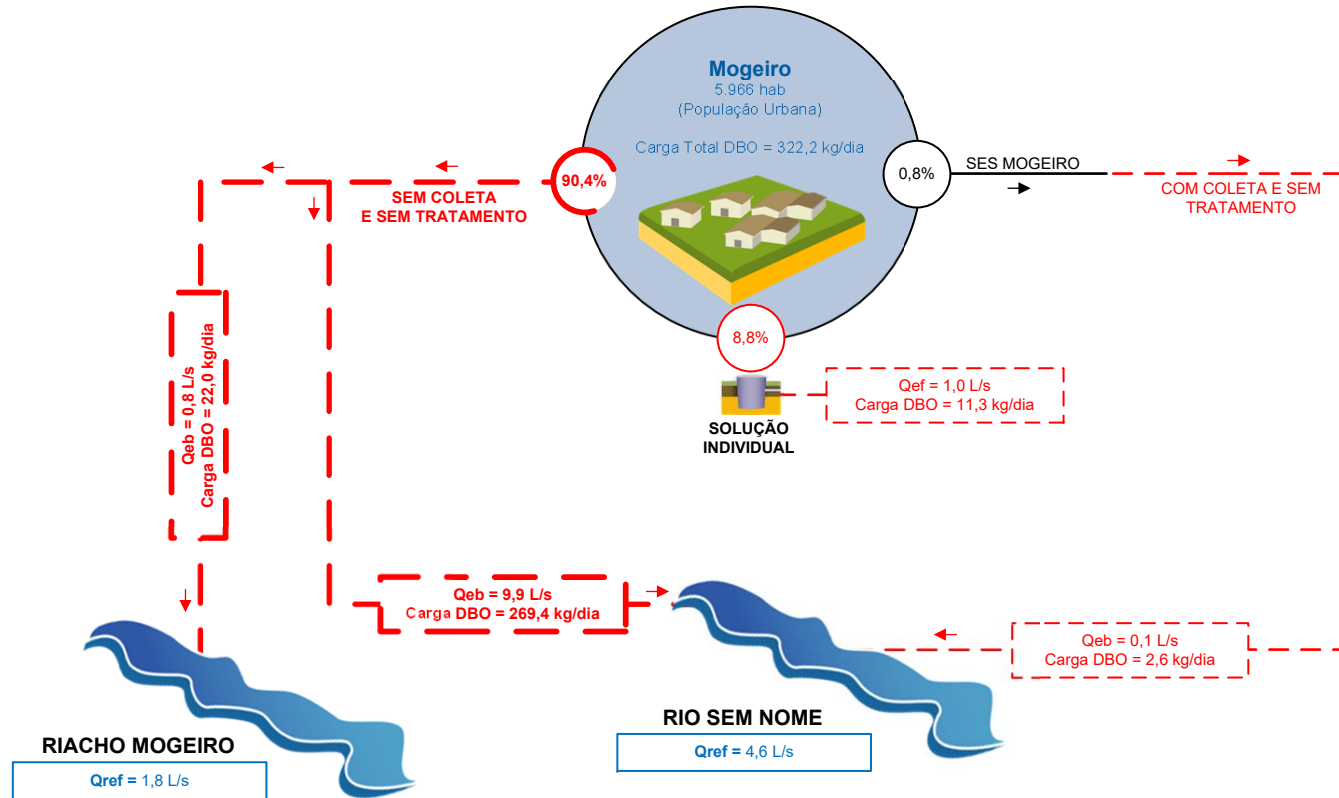 Mogeiro
5.966 hab
(População Urbana)
Carga Total DBO = 322,2 kg/dia
90,4%
SEM COLETA
E SEM TRATAMENTO
0,8%
SES MOGEIRO
COM COLETA E SEM
TRATAMENTO
8,8%
SOLUÇÃO
INDIVIDUAL
Qef = 1,0 L/s
Carga DBO = 11,3 kg/dia
Qeb = 0,8 L/s
Carga DBO = 22,0 kg/dia
Qeb = 9,9 L/s
Carga DBO = 269,4 kg/dia
Qeb = 0,1 L/s
Carga DBO = 2,6 kg/dia
RIACHO MOGEIRO
Qref = 1,8 L/s
RIO SEM NOME
Qref = 4,6 L/s